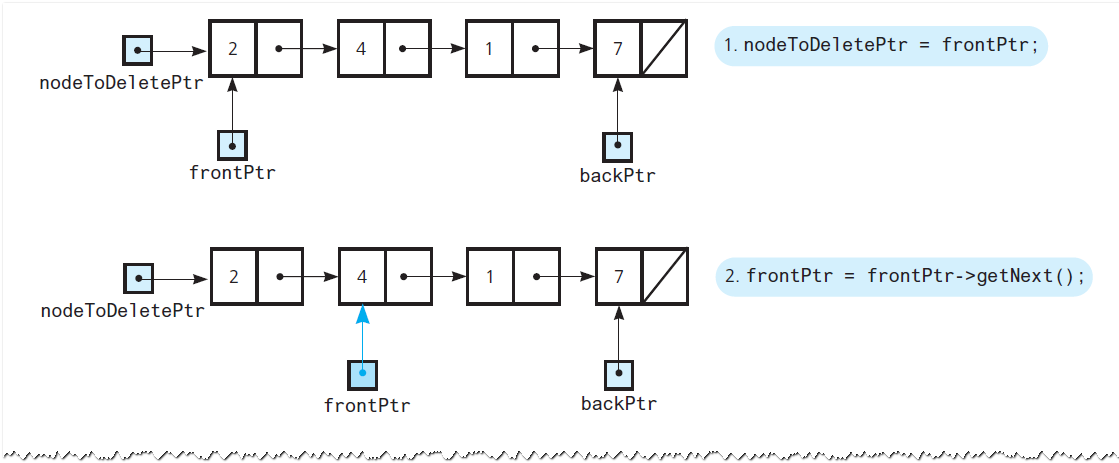 2 4 1 7
1. nodeToDeletePtr = frontPtr;
nodeToDeletePtr
frontPtr
backPtr
2 4 1 7
2. frontPtr = frontPtr->getNext();
nodeToDeletePtr
frontPtr
backPtr